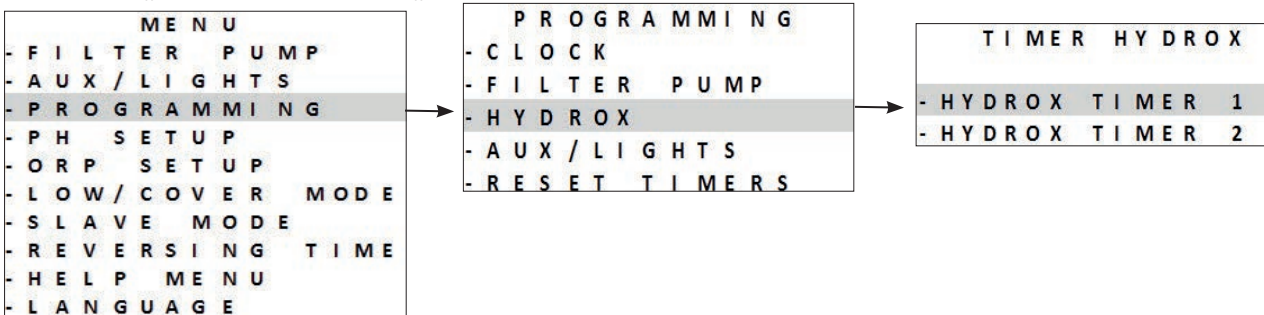 MENU
- FILTER PUMP
- AUX/LIGHTS
- PROGRAMMING
- PH SETUP
- ORP SETUP
- LOW/COVER MODE
- SLAVE MODE
- REVERSING TIME
- HELP MENU
- LANGUAGE
PROGRAMMING
- CLOCK
- FILTER PUMP
- HYDROX
- AUX/LIGHTS
- RESET TIMERS
TIMER HYDROX
- HYDROX TIMER 1
- HYDROX TIMER 2